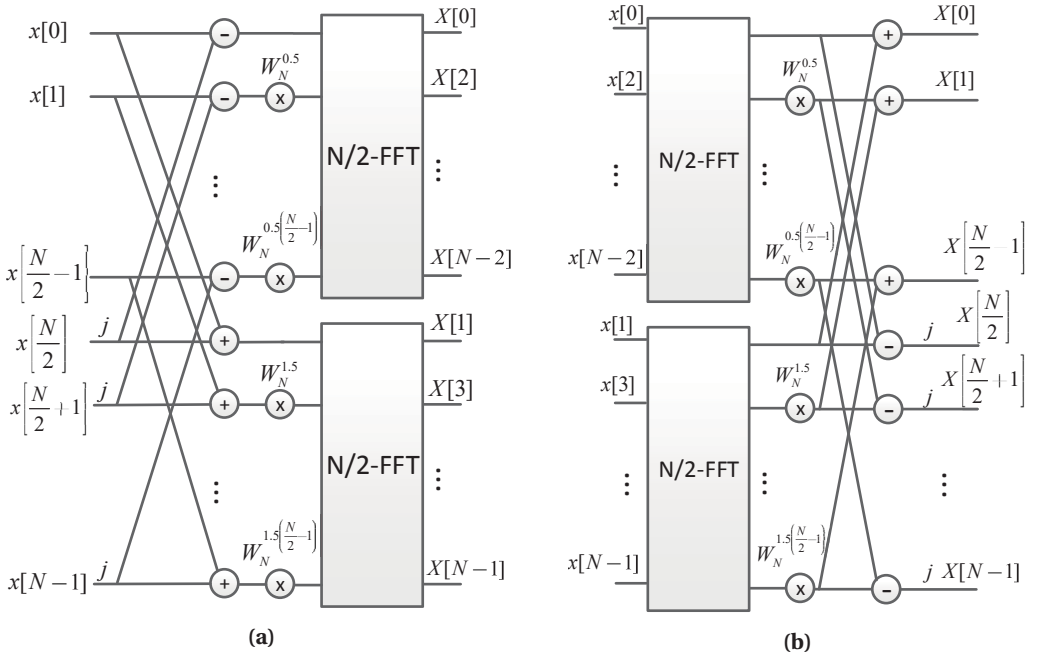 x[0]
X[0]
x[1]
W_N^{0.5}
X[2]
N/2-FFT
W_N^{0.5(N/2-1)}
x[N/2-1]
X[N-2]
x[N/2] j
X[1]
x[N/2+1] j
W_N^{1.5}
X[3]
N/2-FFT
W_N^{1.5(N/2-1)}
x[N-1] j
X[N-1]
(a)
x[0]
X[0]
x[2]
W_N^{0.5}
X[1]
N/2-FFT
W_N^{0.5(N/2-1)}
x[N-2]
X[N/2-1]
x[1]
j X[N/2]
x[3]
W_N^{1.5}
j X[N/2+1]
N/2-FFT
W_N^{1.5(N/2-1)}
x[N-1]
j X[N-1]
(b)